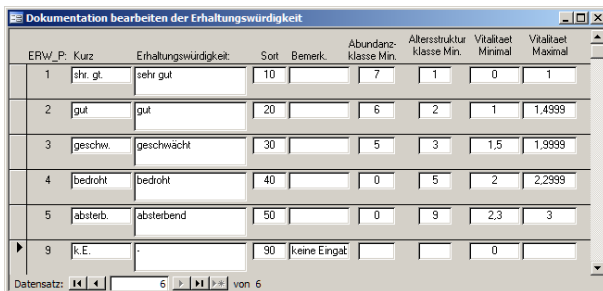 Dokumentation bearbeiten der Erhaltungswürdigkeit
Abundanz- Altersstruktur Vitalitaet Vitalitaet
ERW_P: Kurz Erhaltungswürdigkeit: Sort Bemerk. klasse Min. klasse Min. Minimal Maximal
1 shr. gt. sehr gut 10 7 1 0 1
2 gut gut 20 6 2 1 1,4999
3 geschw. geschwächt 30 5 3 1,5 1,9999
4 bedroht bedroht 40 0 5 2 2,2999
5 absterb. absterbend 50 0 9 2,3 3
9 k.E. - 90 keine Eingab 0
Datensatz: 6 von 6